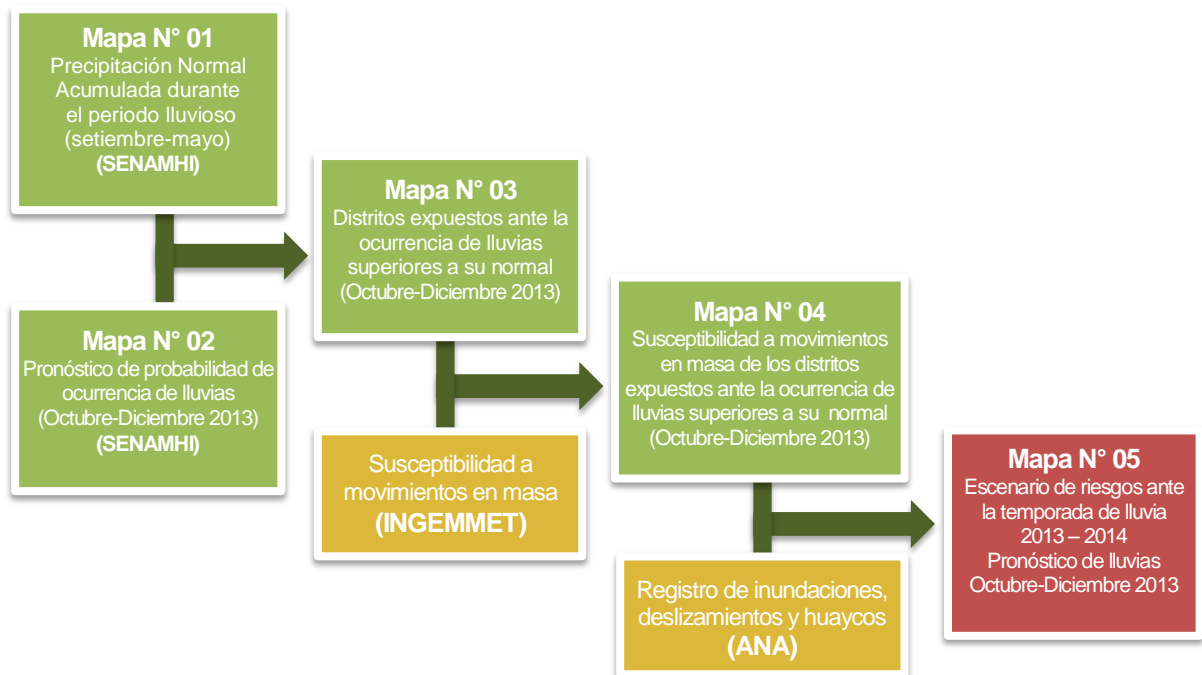 Mapa N° 01
Precipitación Normal
Acumulada durante
el periodo lluvioso
(setiembre-mayo)
(SENAMHI)
Mapa N° 02
Pronóstico de probabilidad de
ocurrencia de lluvias
(Octubre-Diciembre 2013)
(SENAMHI)
Mapa N° 03
Distritos expuestos ante la
ocurrencia de lluvias
superiores a su normal
(Octubre-Diciembre 2013)
Susceptibilidad a
movimientos en masa
(INGEMMET)
Mapa N° 04
Susceptibilidad a movimientos
en masa de los distritos
expuestos ante la ocurrencia de
lluvias superiores a su normal
(Octubre-Diciembre 2013)
Registro de inundaciones,
deslizamientos y huaycos
(ANA)
Mapa N° 05
Escenario de riesgos ante
la temporada de lluvia
2013 – 2014
Pronóstico de lluvias
Octubre-Diciembre 2013